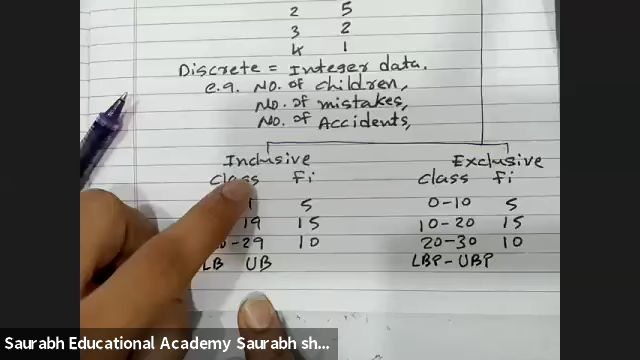 2 5
3 2
4 1
Discrete = Integer data.
e.g. No. of children,
No. of mistakes,
No. of Accidents,
Inclusive Exclusive
class fi class fi
5 0-10 5
19 15 10-20 15
-29 10 20-30 10
LB UB LBP-UBP
Saurabh Educational Academy Saurabh sh...